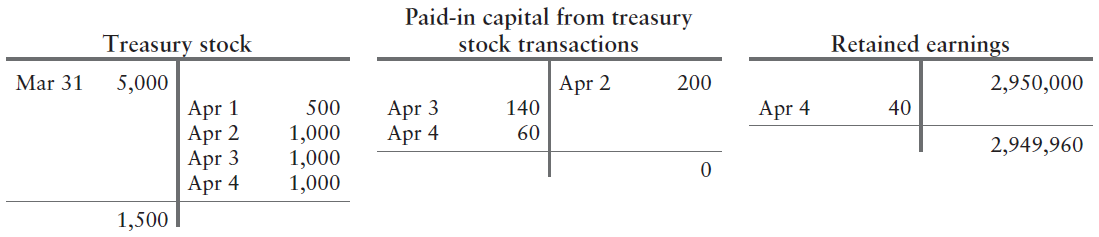 Treasury stock
Mar 31 5,000
Apr 1 500
Apr 2 1,000
Apr 3 1,000
Apr 4 1,000
1,500
Paid-in capital from treasury
stock transactions
Apr 2 200
Apr 3 140
Apr 4 60
0
Retained earnings
2,950,000
Apr 4 40
2,949,960